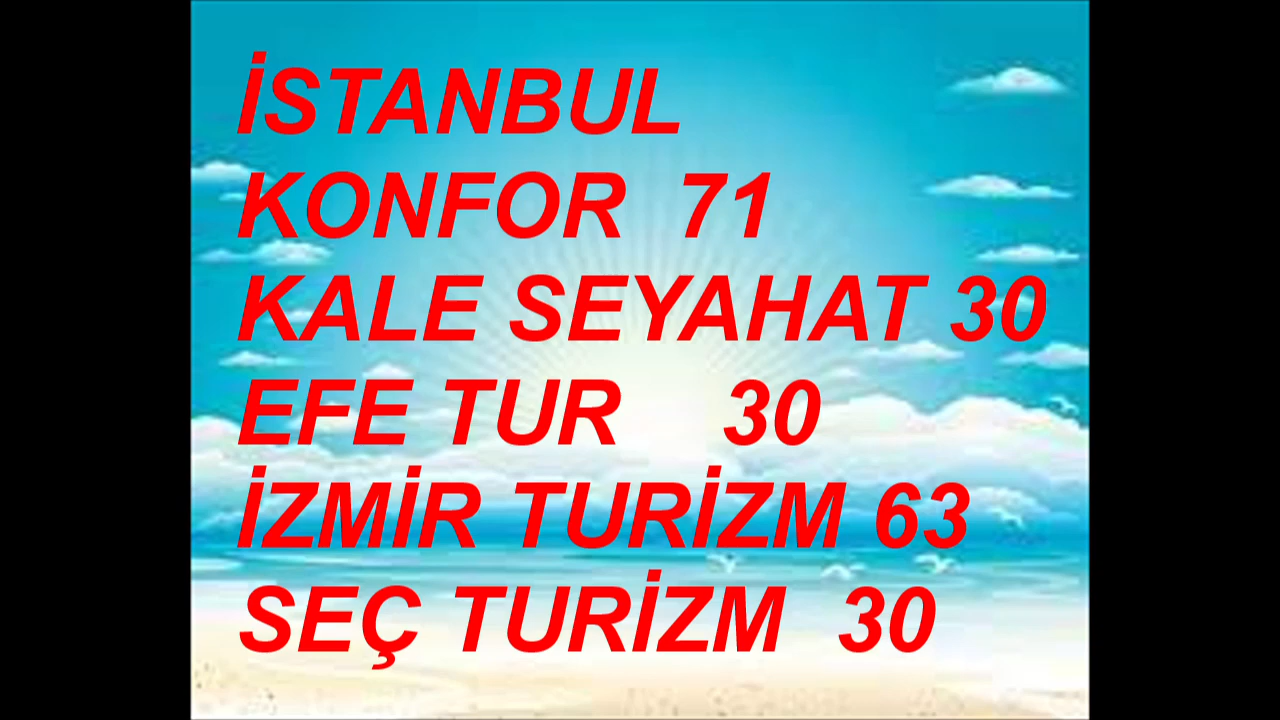 İSTANBUL
KONFOR 71
KALE SEYAHAT 30
EFE TUR 30
İZMİR TURİZM 63
SEÇ TURİZM 30